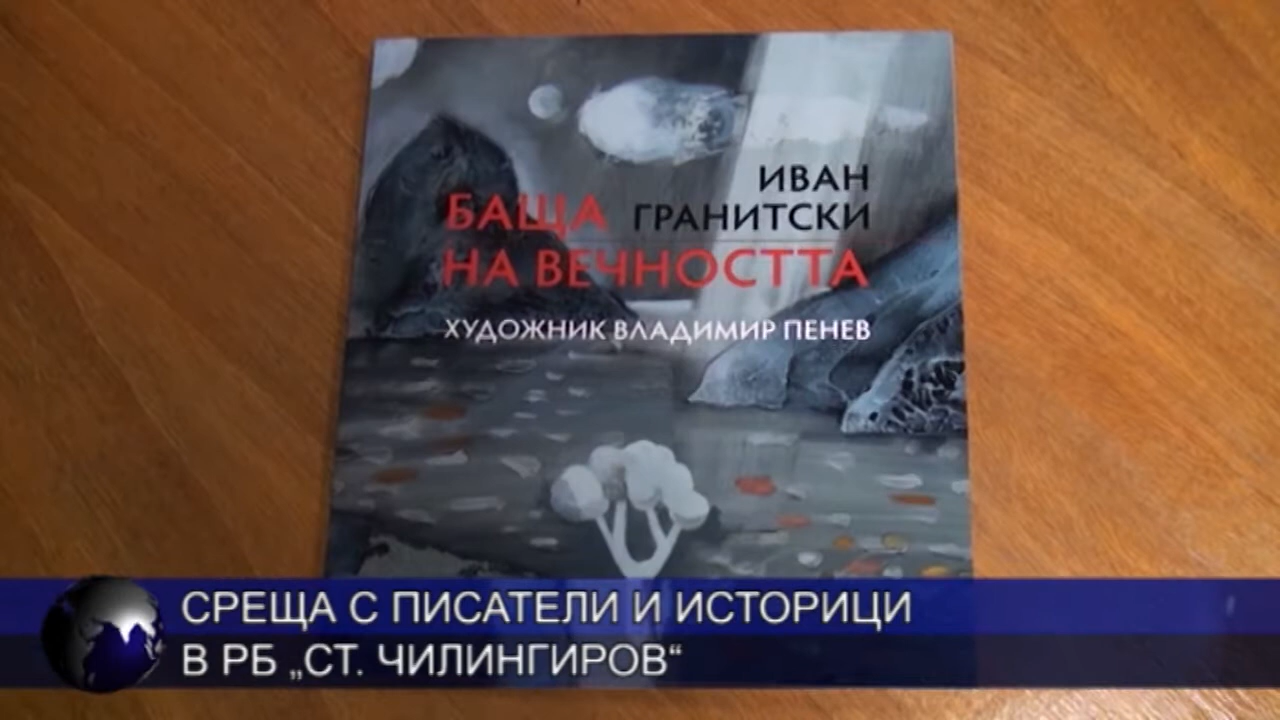 ИВАН
БАЩА ГРАНИТСКИ
НА ВЕЧНОСТТА
ХУДОЖНИК ВЛАДИМИР ПЕНЕВ
СРЕЩА С ПИСАТЕЛИ И ИСТОРИЦИ
В РБ „СТ. ЧИЛИНГИРОВ“